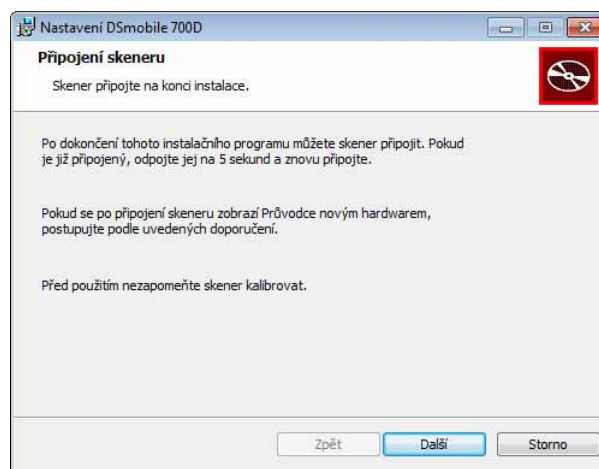 Nastavení DSmobile 700D
Připojení skeneru
Skener připojte na konci instalace.
Po dokončení tohoto instalačního programu můžete skener připojit. Pokud
je již připojený, odpojte jej na 5 sekund a znovu připojte.
Pokud se po připojení skeneru zobrazí Průvodce novým hardwarem,
postupujte podle uvedených doporučení.
Před použitím nezapomeňte skener kalibrovat.
Zpět Další Storno